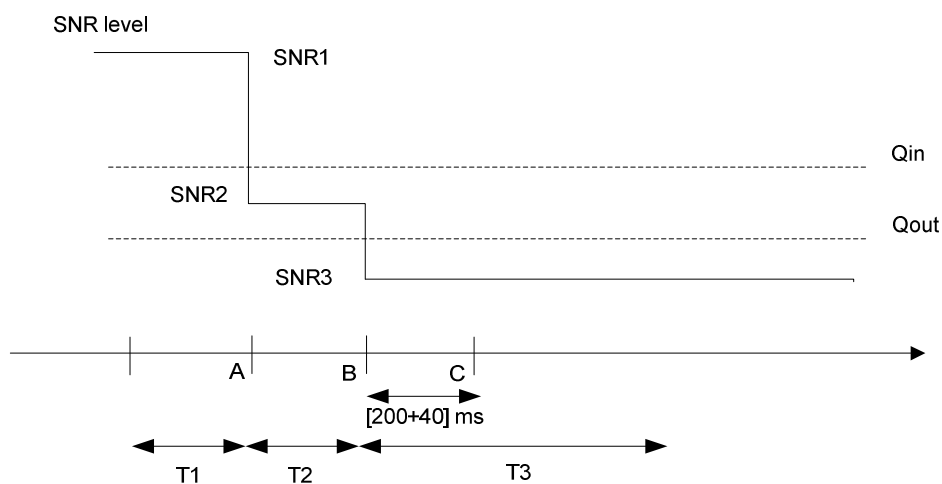 SNR level
SNR1
Qin
SNR2
Qout
SNR3
A B C
[200+40] ms
T1 T2 T3